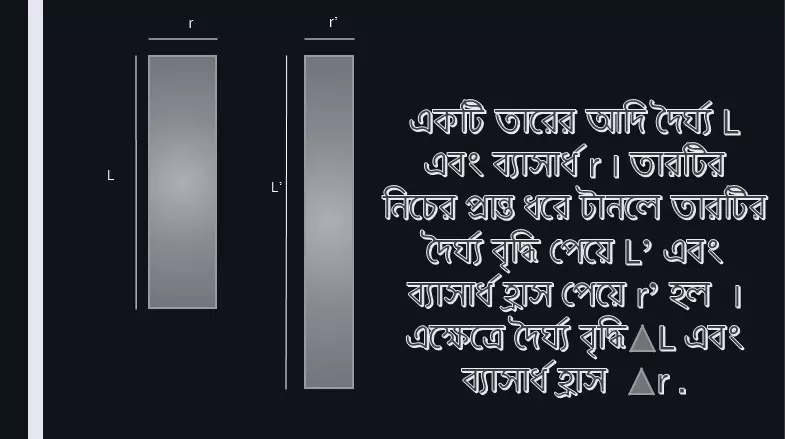 r
r’
L
L’
একটি তারের আদি দৈর্ঘ্য L
এবং ব্যাসার্ধ r । তারটির
নিচের প্রান্ত ধরে টানলে তারটির
দৈর্ঘ্য বৃদ্ধি পেয়ে L’ এবং
ব্যাসার্ধ হ্রাস পেয়ে r’ হল ।
এক্ষেত্রে দৈর্ঘ্য বৃদ্ধি▲L এবং
ব্যাসার্ধ হ্রাস ▲r .